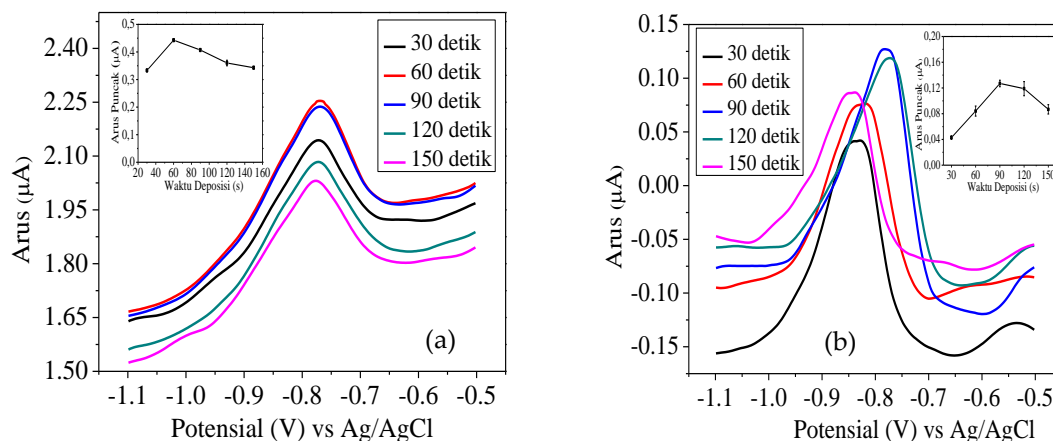 2.40
2.25
2.10
1.95
1.80
1.65
1.50
Arus (µA)
-1.1 -1.0 -0.9 -0.8 -0.7 -0.6 -0.5
Potensial (V) vs Ag/AgCl
30 detik
60 detik
90 detik
120 detik
150 detik
(a)
0,5
0,4
0,3
0,2
0,1
0,0
Arus Puncak (µA)
20 40 60 80 100 120 140 160
Waktu Deposisi (s)
0.15
0.10
0.05
0.00
-0.05
-0.10
-0.15
Arus (µA)
-1.1 -1.0 -0.9 -0.8 -0.7 -0.6 -0.5
Potensial (V) vs Ag/AgCl
30 detik
60 detik
90 detik
120 detik
150 detik
(b)
0,20
0,16
0,12
0,08
0,04
0,00
Arus Puncak (µA)
30 60 90 120 150
Waktu Deposisi (s)